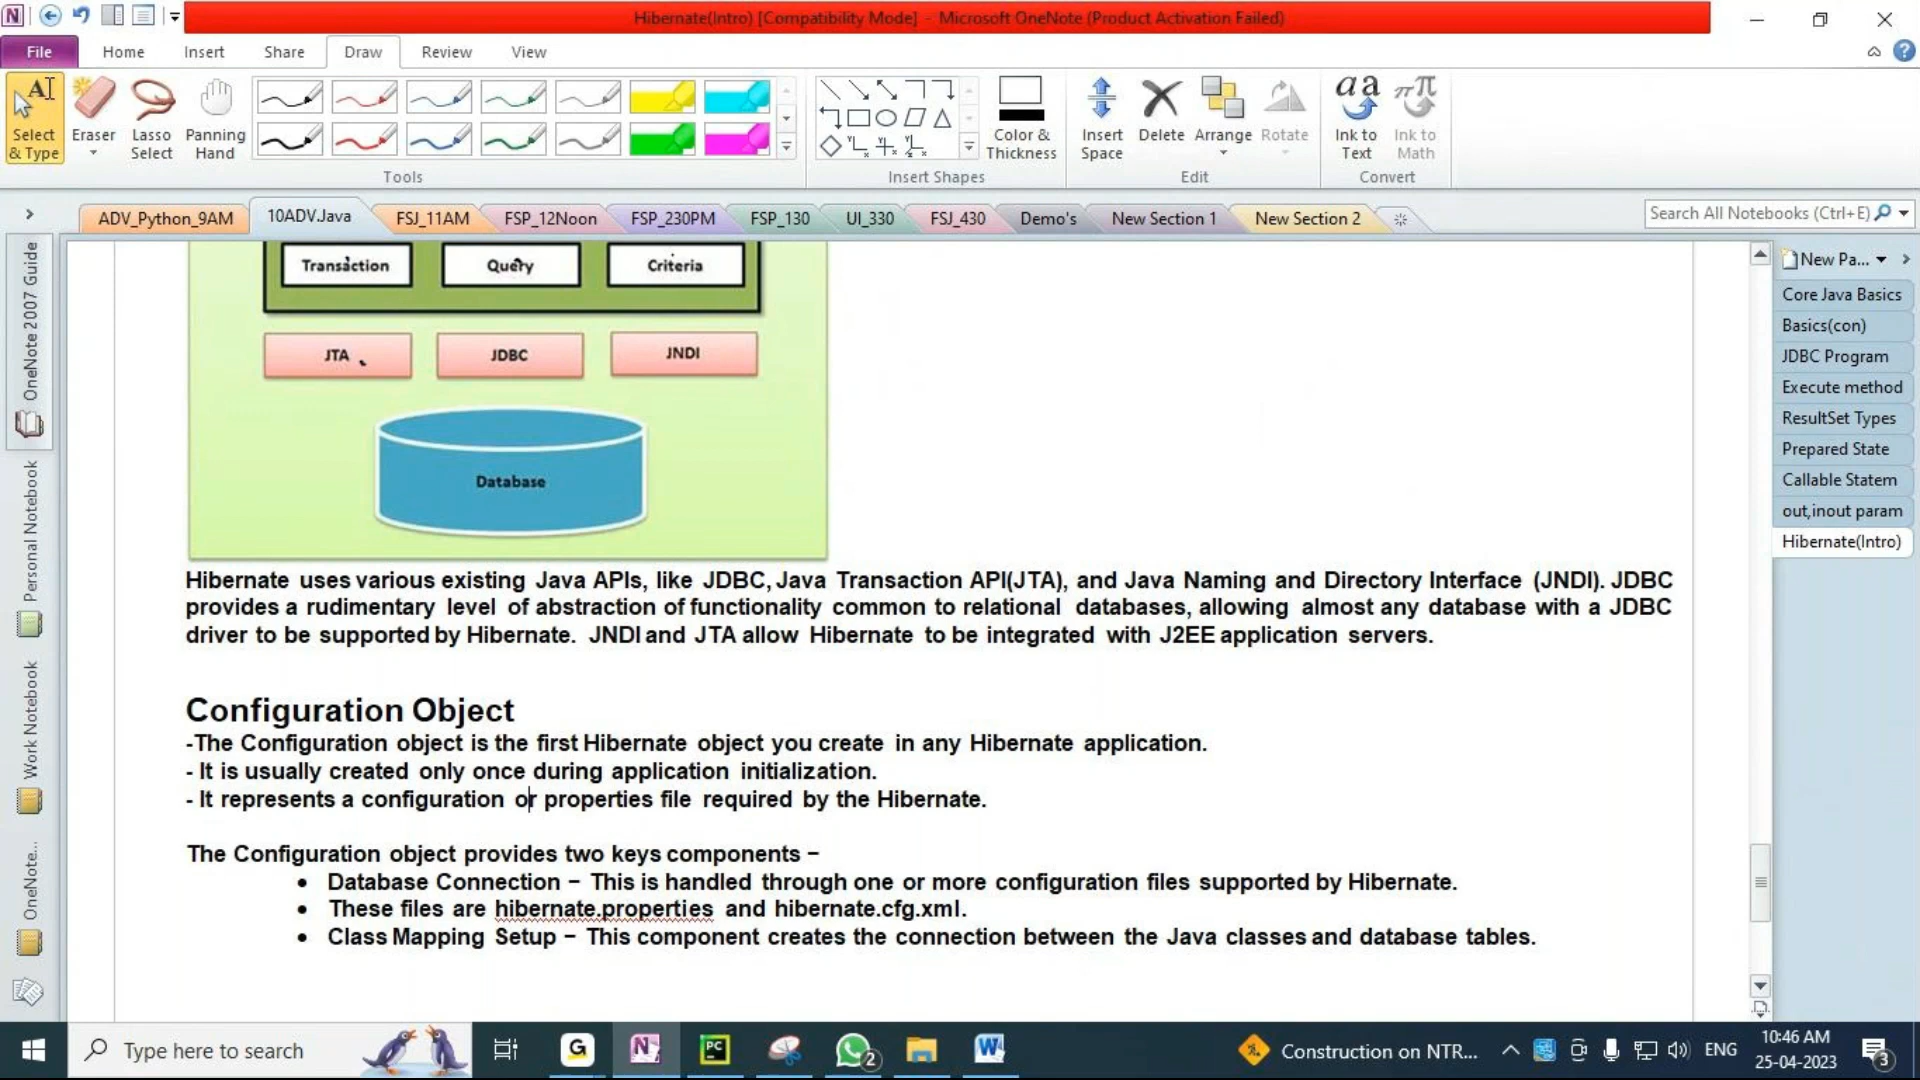 Hibernate(Intro) [Compatibility Mode] - Microsoft OneNote (Product Activation Failed)
File Home Insert Share Draw Review View
Select & Type
Eraser
Lasso Select
Panning Hand
Color & Thickness
Insert Space
Delete
Arrange
Rotate
Ink to Text
Ink to Math
Tools
Insert Shapes
Edit
Convert
ADV_Python_9AM 10ADV.Java FSJ_11AM FSP_12Noon FSP_230PM FSP_130 UI_330 FSJ_430 Demo's New Section 1 New Section 2
Search All Notebooks (Ctrl+E)
OneNote 2007 Guide
Personal Notebook
Work Notebook
OneNote...
Transaction Query Criteria
JTA JDBC JNDI
Database
Hibernate uses various existing Java APIs, like JDBC, Java Transaction API(JTA), and Java Naming and Directory Interface (JNDI). JDBC
provides a rudimentary level of abstraction of functionality common to relational databases, allowing almost any database with a JDBC
driver to be supported by Hibernate. JNDI and JTA allow Hibernate to be integrated with J2EE application servers.
Configuration Object
-The Configuration object is the first Hibernate object you create in any Hibernate application.
- It is usually created only once during application initialization.
- It represents a configuration or properties file required by the Hibernate.
The Configuration object provides two keys components −
• Database Connection − This is handled through one or more configuration files supported by Hibernate.
• These files are hibernate.properties and hibernate.cfg.xml.
• Class Mapping Setup − This component creates the connection between the Java classes and database tables.
New Pa...
Core Java Basics
Basics(con)
JDBC Program
Execute method
ResultSet Types
Prepared State
Callable Statem
out,inout param
Hibernate(Intro)
Type here to search
G
N
PC
2
W
Construction on NTR...
ENG
10:46 AM
25-04-2023
3